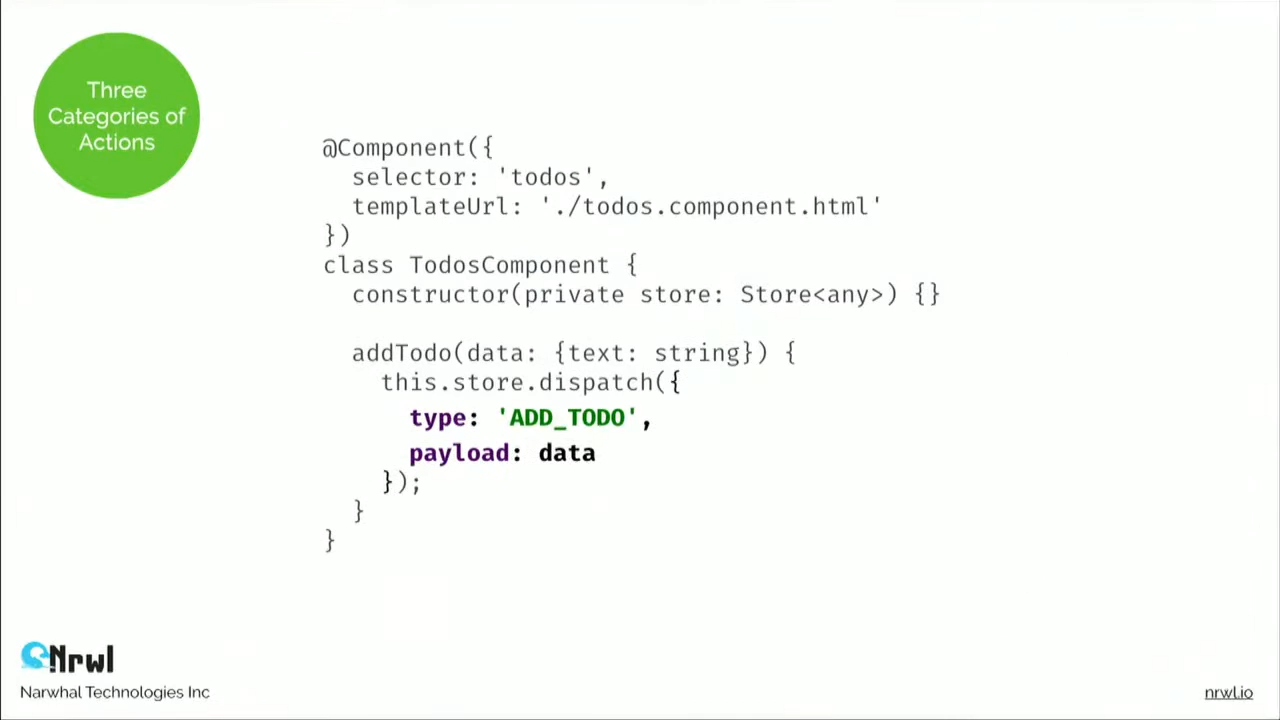 Three
Categories of
Actions
@Component({
  selector: 'todos',
  templateUrl: './todos.component.html'
})
class TodosComponent {
  constructor(private store: Store<any>) {}

  addTodo(data: {text: string}) {
    this.store.dispatch({
      type: 'ADD_TODO',
      payload: data
    });
  }
}
Nrwl
Narwhal Technologies Inc
nrwl.io